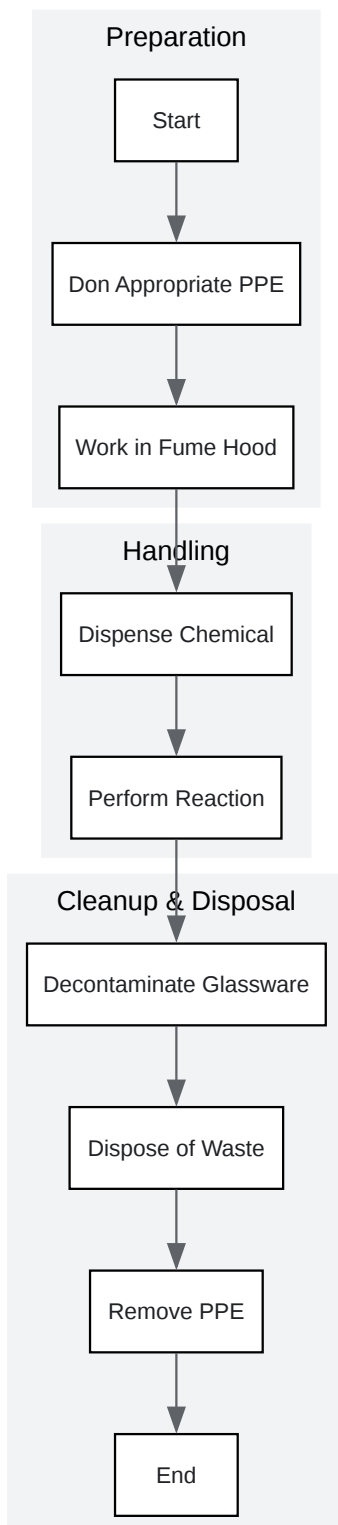 Preparation
Start
Don Appropriate PPE
Work in Fume Hood
Handling
Dispense Chemical
Perform Reaction
Cleanup & Disposal
Decontaminate Glassware
Dispose of Waste
Remove PPE
End